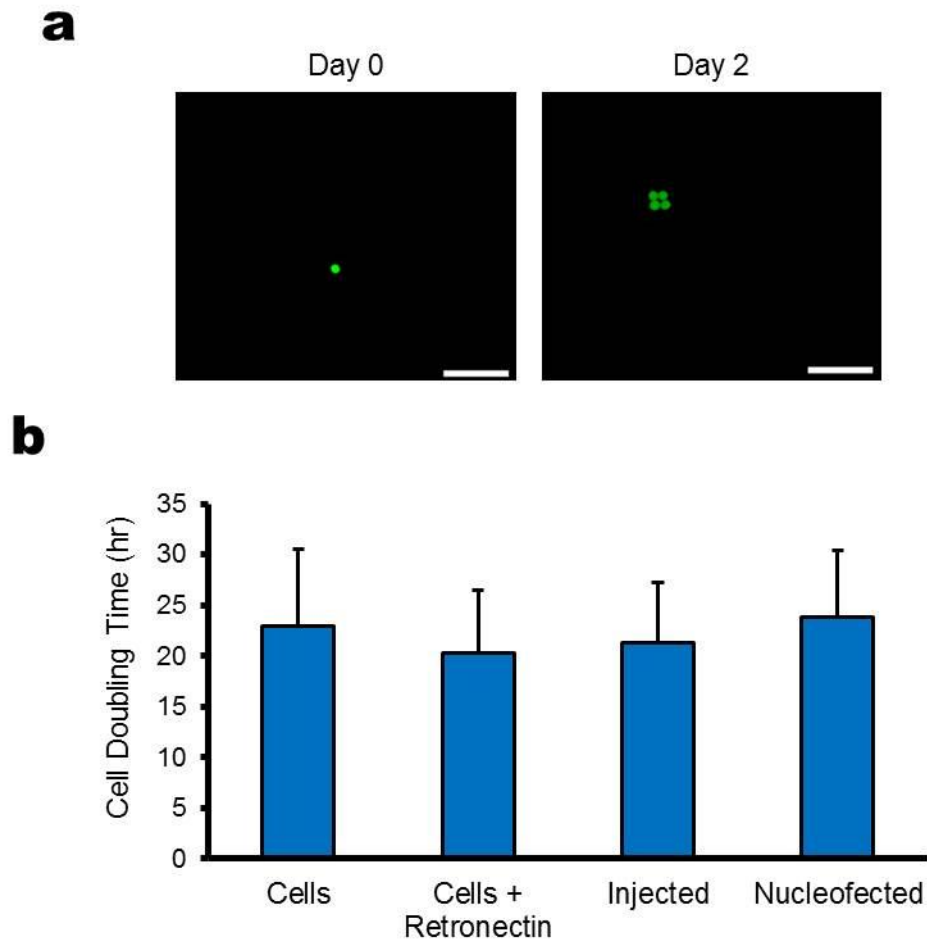 a
Day 0
Day 2
b
Cell Doubling Time (hr)
35
30
25
20
15
10
5
0
Cells
Cells +
Retronectin
Injected
Nucleofected